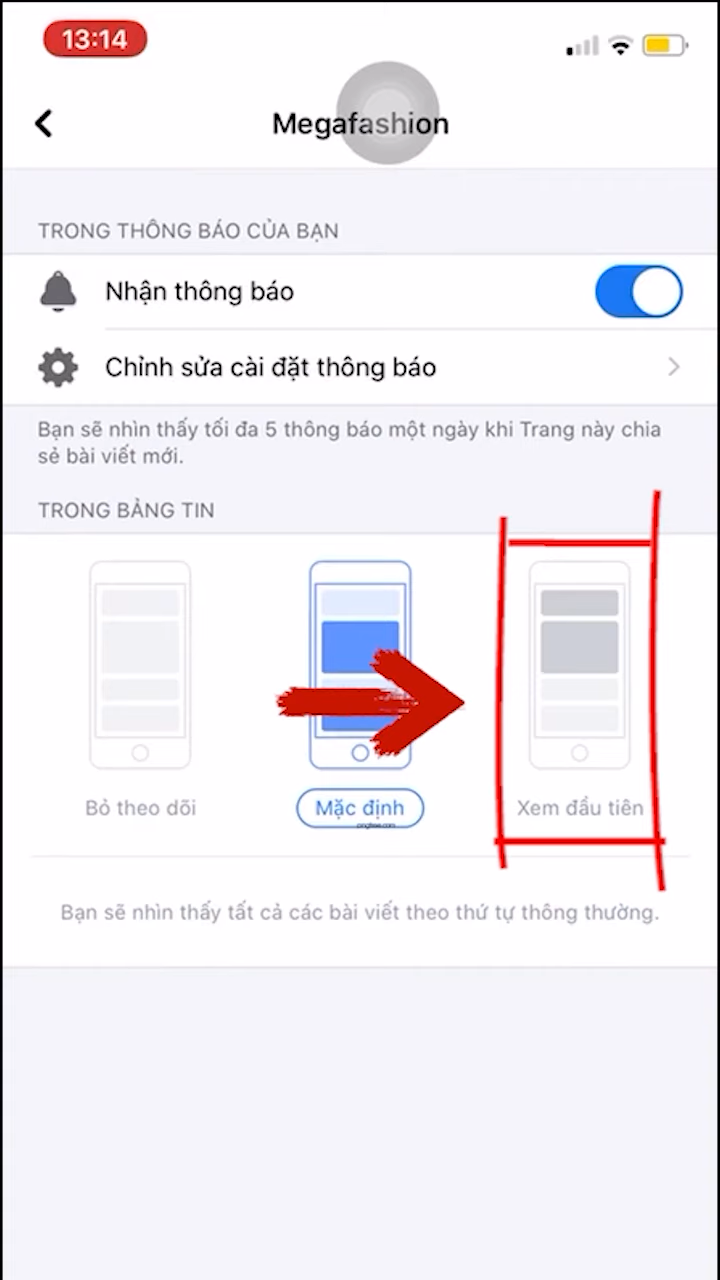 13:14
Megafashion
TRONG THÔNG BÁO CỦA BẠN
Nhận thông báo
Chỉnh sửa cài đặt thông báo
Bạn sẽ nhìn thấy tối đa 5 thông báo một ngày khi Trang này chia
sẻ bài viết mới.
TRONG BẢNG TIN
Bỏ theo dõi
Mặc định
Xem đầu tiên
pngtree.com
Bạn sẽ nhìn thấy tất cả các bài viết theo thứ tự thông thường.